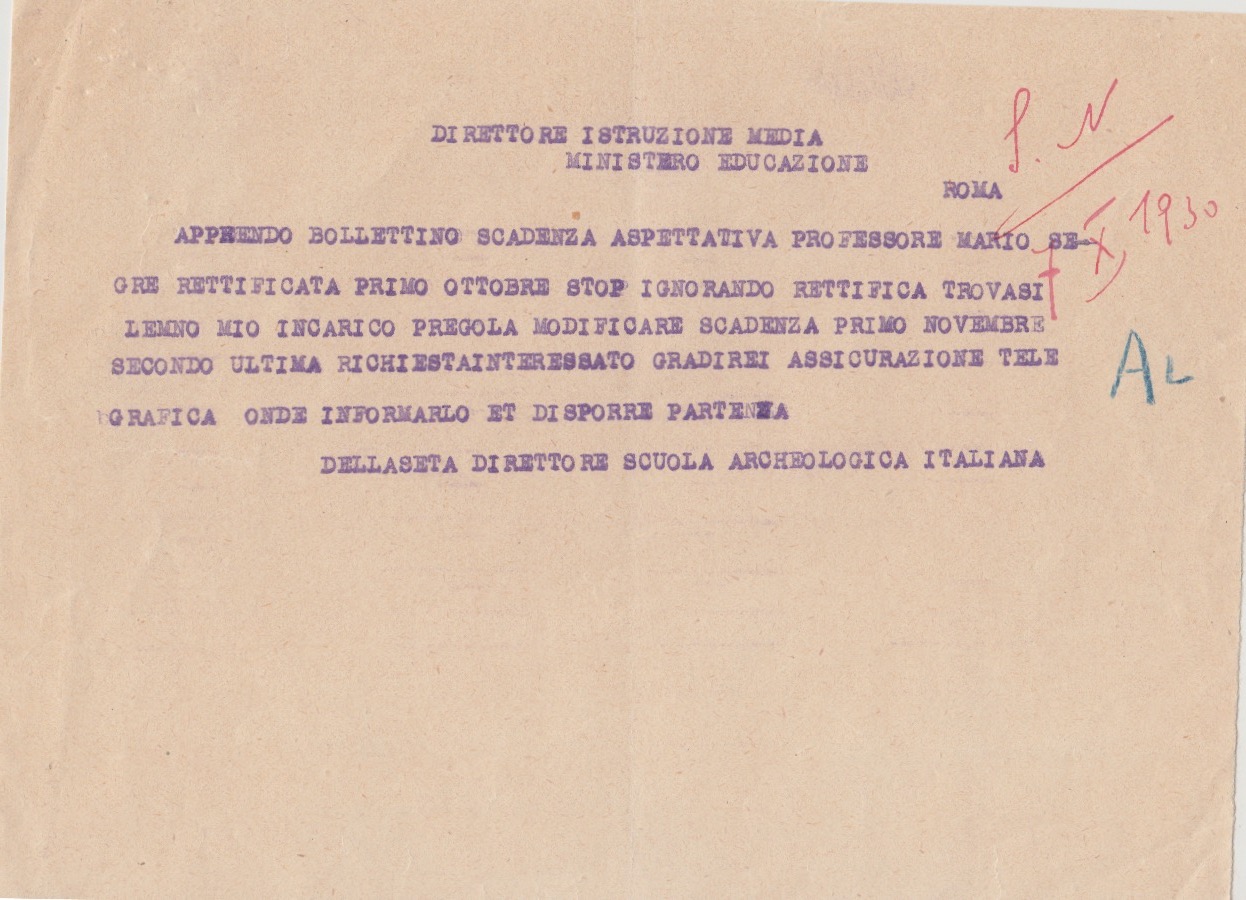 DIRETTORE ISTRUZIONE MEDIA
MINISTERO EDUCAZIONE
ROMA
S. N
X, 1930
APPRENDO BOLLETTINO SCADENZA ASPETTATIVA PROFESSORE MARIO SE-
GRE RETTIFICATA PRIMO OTTOBRE STOP IGNORANDO RETTIFICA TROVASI
LEMNO MIO INCARICO PREGOLA MODIFICARE SCADENZA PRIMO NOVEMBRE
SECONDO ULTIMA RICHIESTAINTERESSATO GRADIREI ASSICURAZIONE TELE
GRAFICA ONDE INFORMARLO ET DISPORRE PARTENZA
DELLASETA DIRETTORE SCUOLA ARCHEOLOGICA ITALIANA
AL